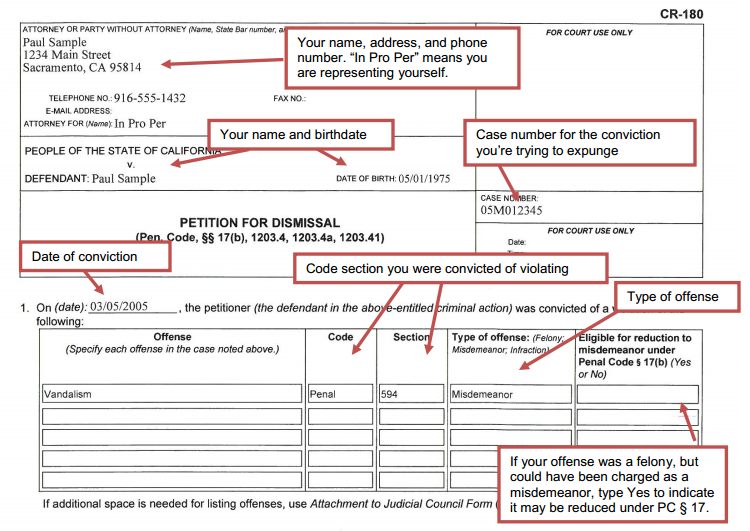 CR-180
ATTORNEY OR PARTY WITHOUT ATTORNEY (Name, State Bar number, a
Paul Sample
1234 Main Street
Sacramento, CA 95814
TELEPHONE NO.: 916-555-1432 FAX NO.:
E-MAIL ADDRESS:
ATTORNEY FOR (Name): In Pro Per
Your name, address, and phone
number. “In Pro Per” means you
are representing yourself.
FOR COURT USE ONLY
Your name and birthdate
Case number for the conviction
you’re trying to expunge
PEOPLE OF THE STATE OF CALIFORNIA
v.
DEFENDANT: Paul Sample DATE OF BIRTH: 05/01/1975
CASE NUMBER:
05M012345
PETITION FOR DISMISSAL
(Pen. Code, §§ 17(b), 1203.4, 1203.4a, 1203.41)
FOR COURT USE ONLY
Date:
Date of conviction
Code section you were convicted of violating
Type of offense
1. On (date): 03/05/2005 , the petitioner (the defendant in the above-entitled criminal action) was convicted of a
following:
Offense
(Specify each offense in the case noted above.)
Code
Section
Type of offense: (Felony,
Misdemeanor, Infraction)
Eligible for reduction to
misdemeanor under
Penal Code § 17(b) (Yes
or No)
Vandalism Penal 594 Misdemeanor
If your offense was a felony, but
could have been charged as a
misdemeanor, type Yes to indicate
it may be reduced under PC § 17.
If additional space is needed for listing offenses, use Attachment to Judicial Council Form (